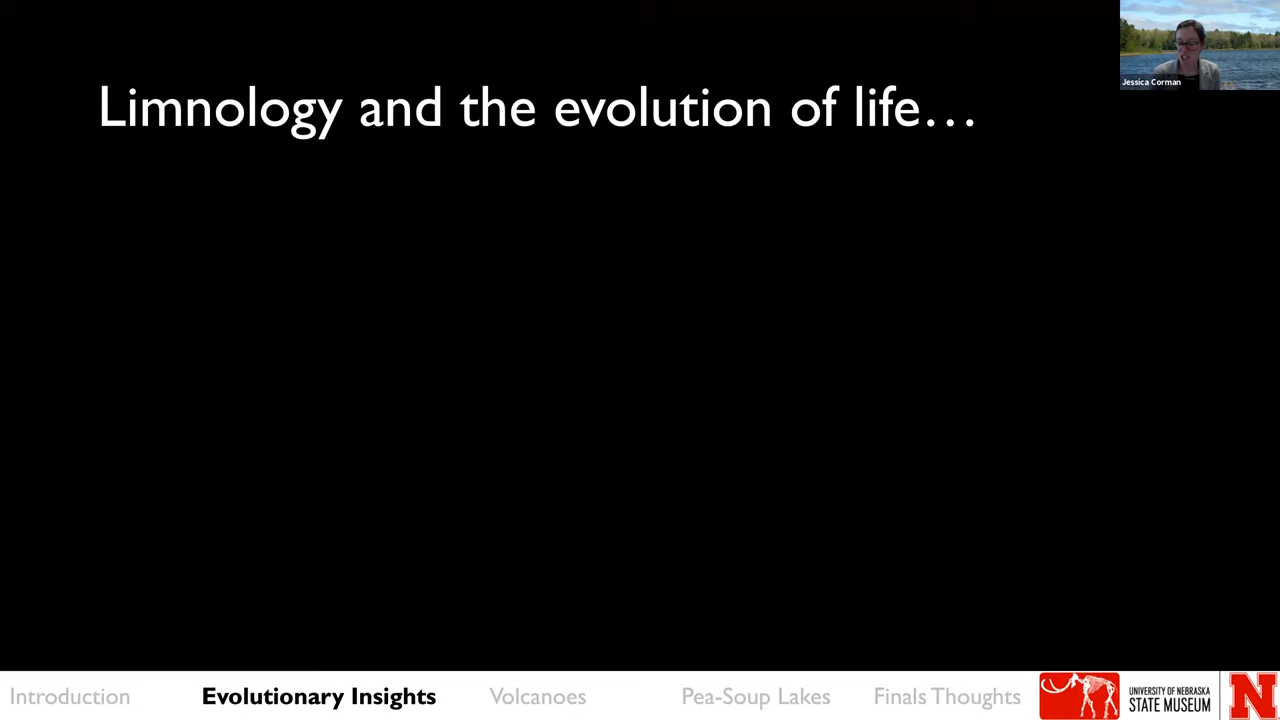 Jessica Corman
Limnology and the evolution of life…
Introduction
Evolutionary Insights
Volcanoes
Pea-Soup Lakes
Finals Thoughts
UNIVERSITY OF NEBRASKA
STATE MUSEUM
N